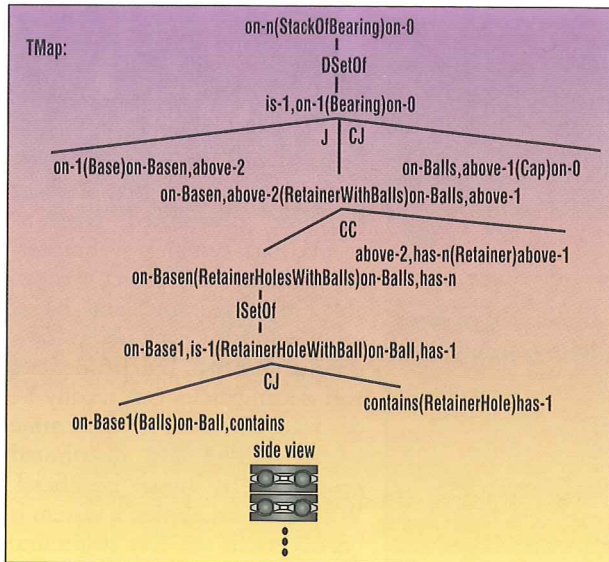 on-n(StackOfBearing)on-0
TMap:
DSetOf
is-1,on-1(Bearing)on-0
J CJ
on-1(Base)on-Basen,above-2
on-Balls,above-1(Cap)on-0
on-Basen,above-2(RetainerWithBalls)on-Balls,above-1
CC
above-2,has-n(Retainer)above-1
on-Basen(RetainerHolesWithBalls)on-Balls,has-n
ISetOf
on-Base1,is-1(RetainerHoleWithBall)on-Ball,has-1
CJ
contains(RetainerHole)has-1
on-Base1(Balls)on-Ball,contains
side view